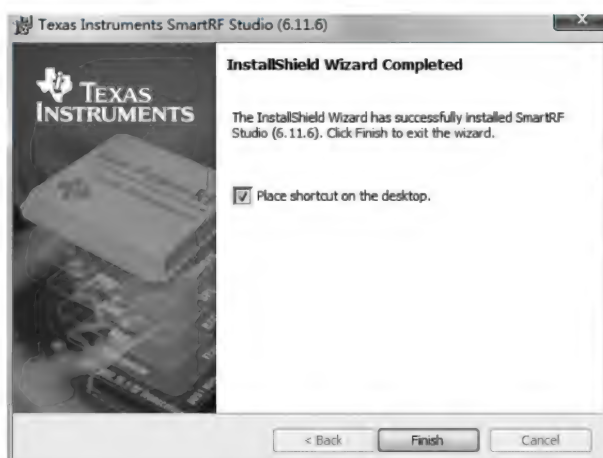 Texas Instruments SmartRF Studio (6.11.6)
TEXAS
INSTRUMENTS
InstallShield Wizard Completed
The InstallShield Wizard has successfully installed SmartRF
Studio (6.11.6). Click Finish to exit the wizard.
Place shortcut on the desktop.
< Back
Finish
Cancel